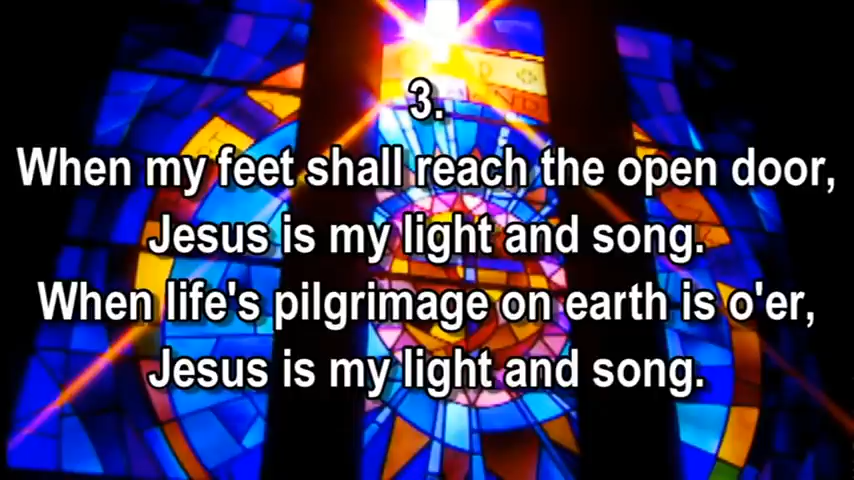 3.
When my feet shall reach the open door,
Jesus is my light and song.
When life's pilgrimage on earth is o'er,
Jesus is my light and song.